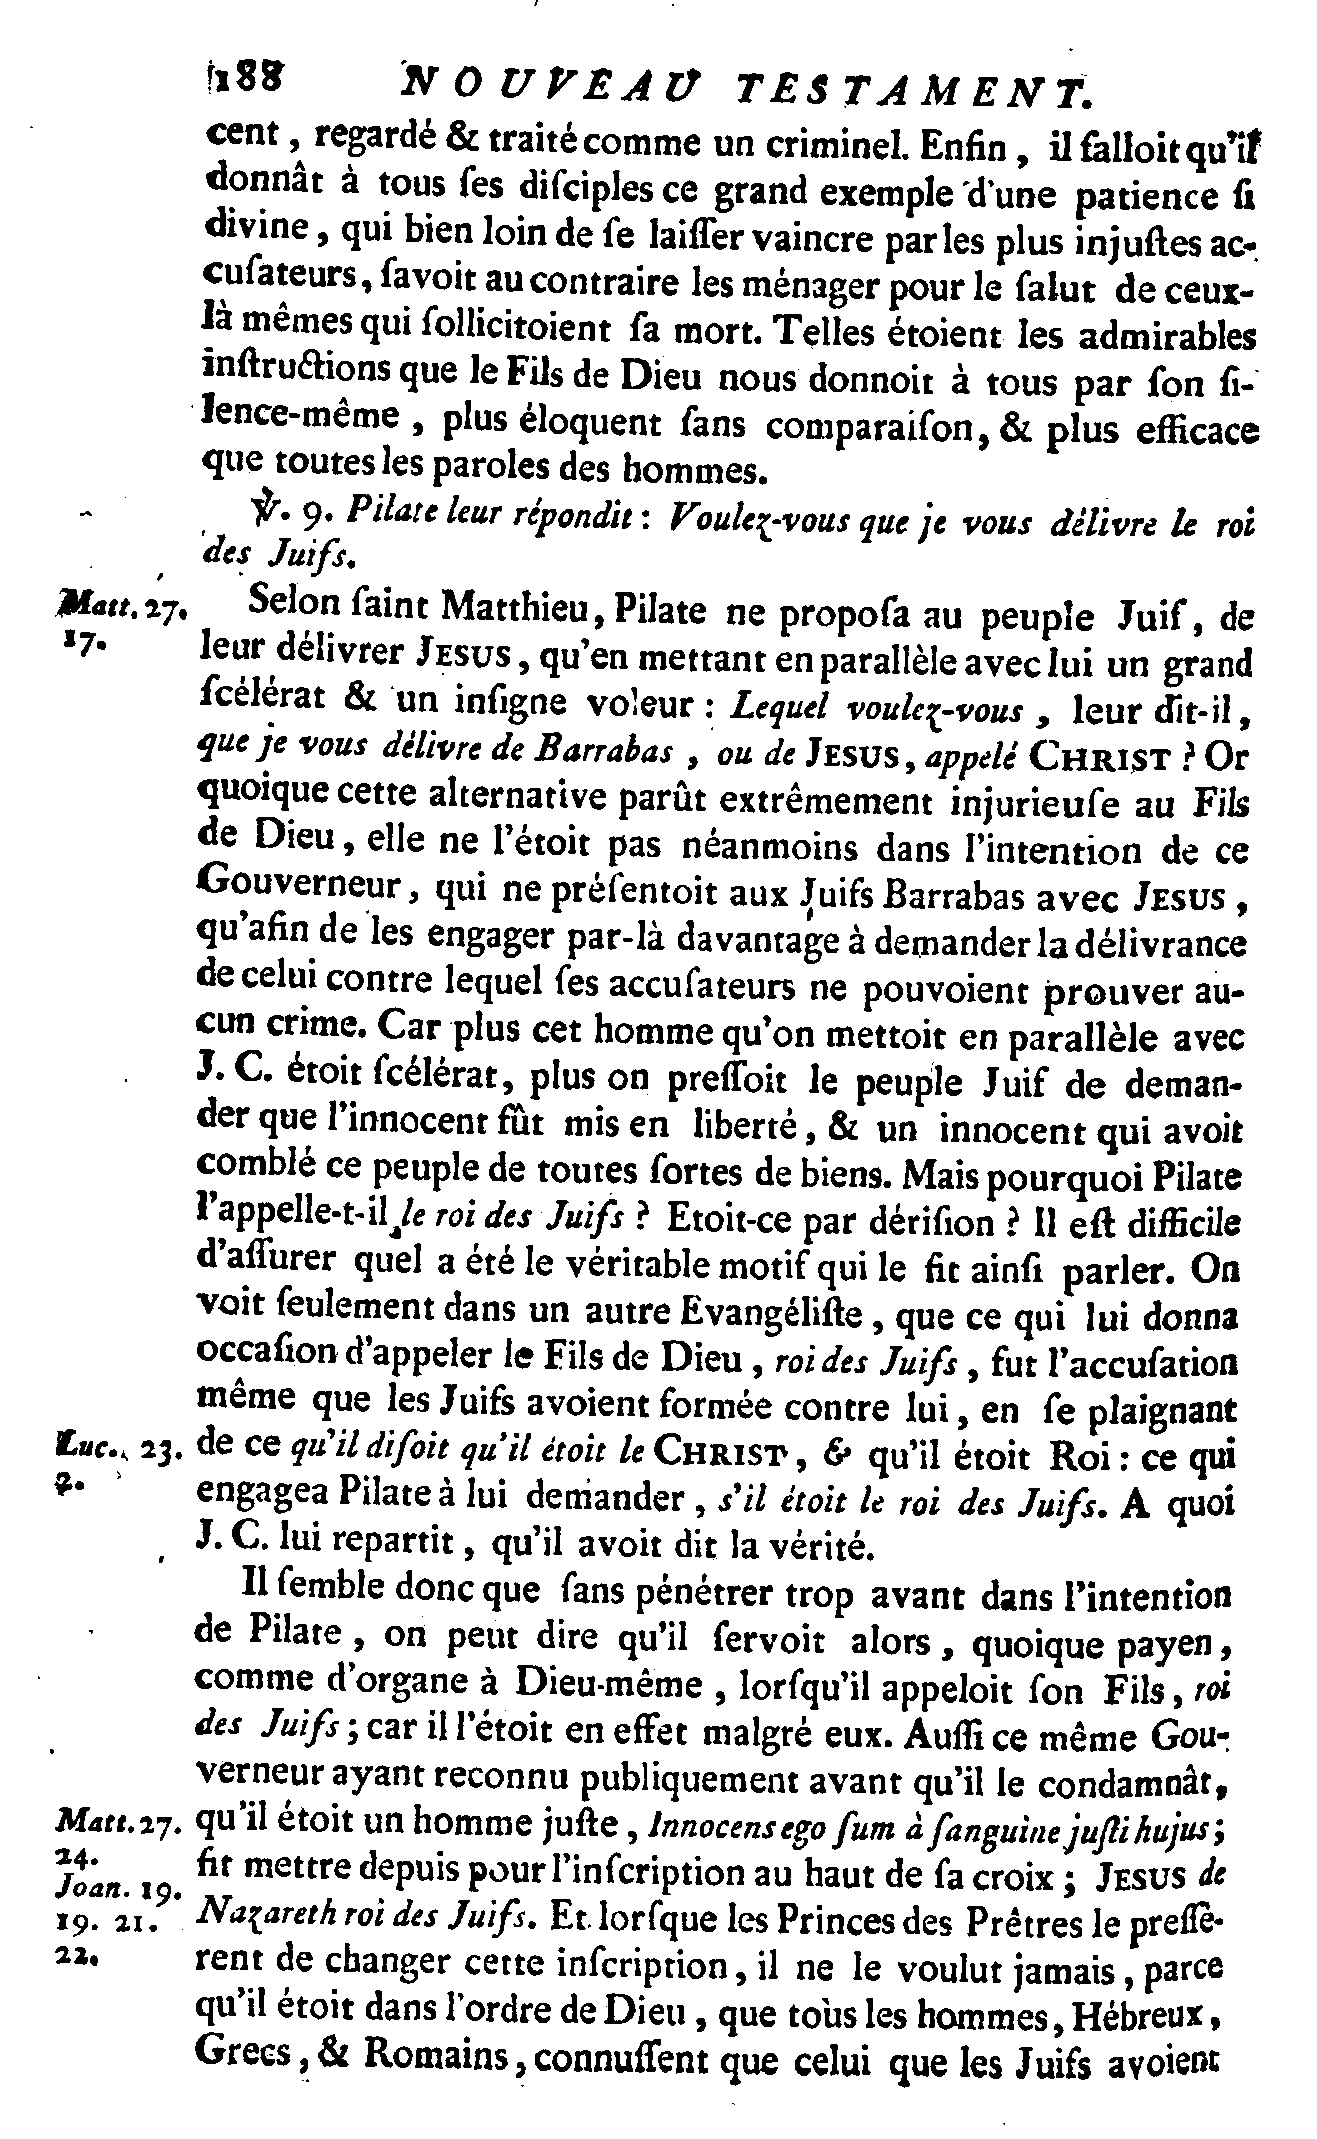 188 NOUVEAU TESTAMENT.
cent, regardé & traité comme un criminel. Enfin, il falloit qu'il
donnât à tous ſes diſciples ce grand exemple d'une patience ſi
divine, qui bien loin de ſe laiſſer vaincre par les plus injuſtes ac-
cuſateurs, ſavoit au contraire les ménager pour le ſalut de ceux-
là mêmes qui ſollicitoient ſa mort. Telles étoient les admirables
inſtructions que le Fils de Dieu nous donnoit à tous par ſon ſi-
lence-même, plus éloquent ſans comparaiſon, & plus efficace
que toutes les paroles des hommes.
℣. 9. Pilate leur répondit : Voulez-vous que je vous délivre le roi
des Juifs.
Matt. 27. Selon ſaint Matthieu, Pilate ne propoſa au peuple Juif, de
17. leur délivrer JESUS, qu'en mettant en parallèle avec lui un grand
ſcélérat & un inſigne voleur : Lequel voulez-vous, leur dit-il,
que je vous délivre de Barrabas, ou de JESUS, appelé CHRIST ? Or
quoique cette alternative parût extrêmement injurieuſe au Fils
de Dieu, elle ne l'étoit pas néanmoins dans l'intention de ce
Gouverneur, qui ne préſentoit aux Juifs Barrabas avec JESUS,
qu'afin de les engager par-là davantage à demander la délivrance
de celui contre lequel ſes accuſateurs ne pouvoient prouver au-
cun crime. Car plus cet homme qu'on mettoit en parallèle avec
J. C. étoit ſcélérat, plus on preſſoit le peuple Juif de deman-
der que l'innocent fût mis en liberté, & un innocent qui avoit
comblé ce peuple de toutes ſortes de biens. Mais pourquoi Pilate
l'appelle-t-il le roi des Juifs ? Etoit-ce par dériſion ? Il eſt difficile
d'aſſurer quel a été le véritable motif qui le fit ainſi parler. On
voit ſeulement dans un autre Evangéliſte, que ce qui lui donna
occaſion d'appeler le Fils de Dieu, roi des Juifs, fut l'accuſation
même que les Juifs avoient formée contre lui, en ſe plaignant
Luc. 23. de ce qu'il diſoit qu'il étoit le CHRIST, & qu'il étoit Roi : ce qui
2. engagea Pilate à lui demander, s'il étoit le roi des Juifs. A quoi
J. C. lui repartit, qu'il avoit dit la vérité.
Il ſemble donc que ſans pénétrer trop avant dans l'intention
de Pilate, on peut dire qu'il ſervoit alors, quoique payen,
comme d'organe à Dieu-même, lorſqu'il appeloit ſon Fils, roi
des Juifs ; car il l'étoit en effet malgré eux. Auſſi ce même Gou-
verneur ayant reconnu publiquement avant qu'il le condamnât,
Matt. 27. qu'il étoit un homme juſte, Innocens ego ſum à ſanguine juſti hujus ;
24. fit mettre depuis pour l'inſcription au haut de ſa croix ; JESUS de
Joan. 19. Nazareth roi des Juifs. Et lorſque les Princes des Prêtres le preſſè-
19. 21.
22. rent de changer cette inſcription, il ne le voulut jamais, parce
qu'il étoit dans l'ordre de Dieu, que tous les hommes, Hébreux,
Grecs, & Romains, connuſſent que celui que les Juifs avoient